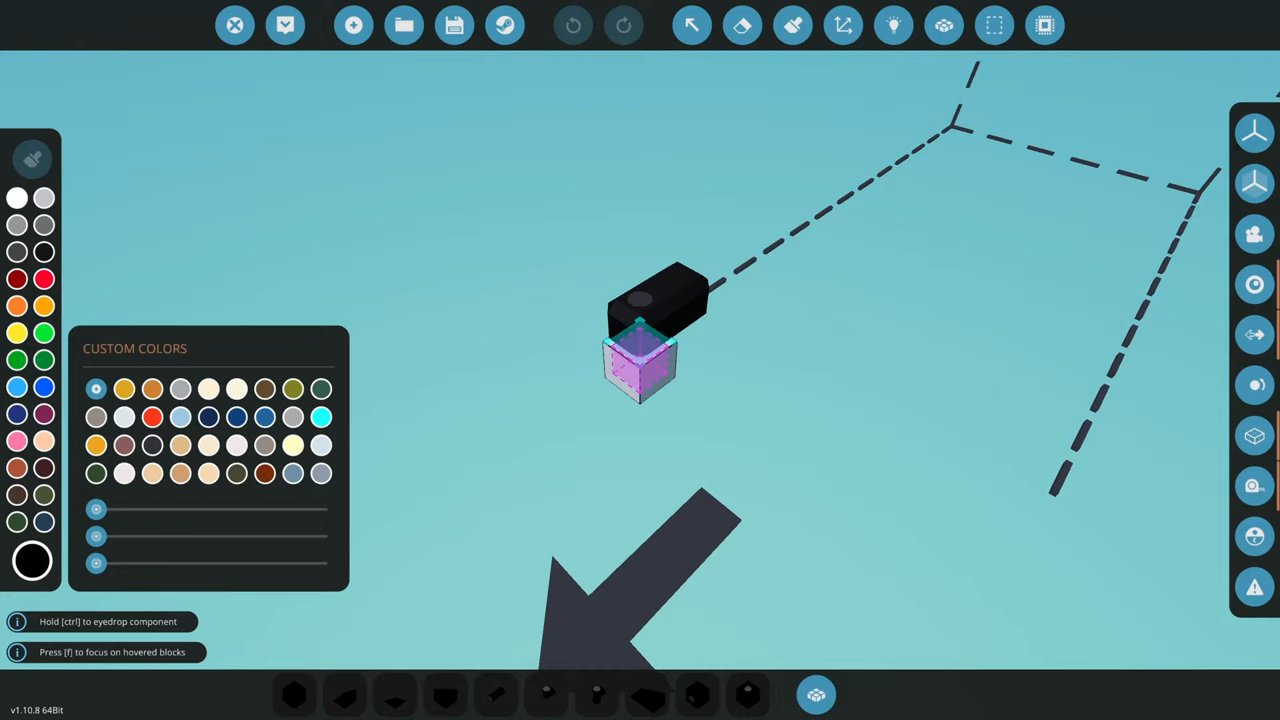 CUSTOM COLORS
Hold [ctrl] to eyedrop component
Press [f] to focus on hovered blocks
v1.10.8 64Bit